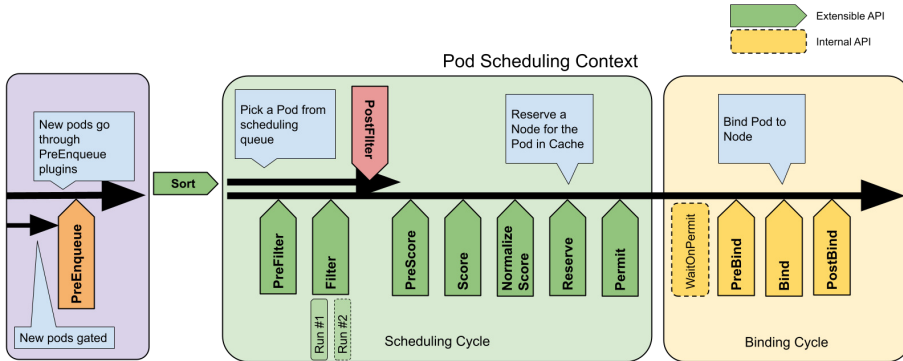 Extensible API
Internal API
Pod Scheduling Context
New pods go
through
PreEnqueue
plugins
PreEnqueue
New pods gated
Sort
Pick a Pod from
scheduling
queue
PostFIlter
Reserve a
Node for the
Pod in Cache
PreFilter
Filter
Run #1
Run #2
PreScore
Score
Normalize
Score
Reserve
Permit
Scheduling Cycle
Bind Pod to
Node
WaitOnPermit
PreBind
Bind
PostBind
Binding Cycle